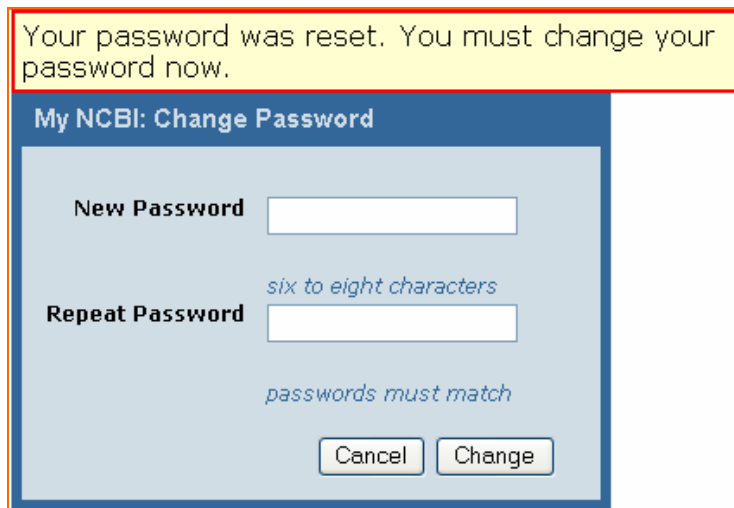 Your password was reset. You must change your
password now.
My NCBI: Change Password
New Password
six to eight characters
Repeat Password
passwords must match
Cancel Change